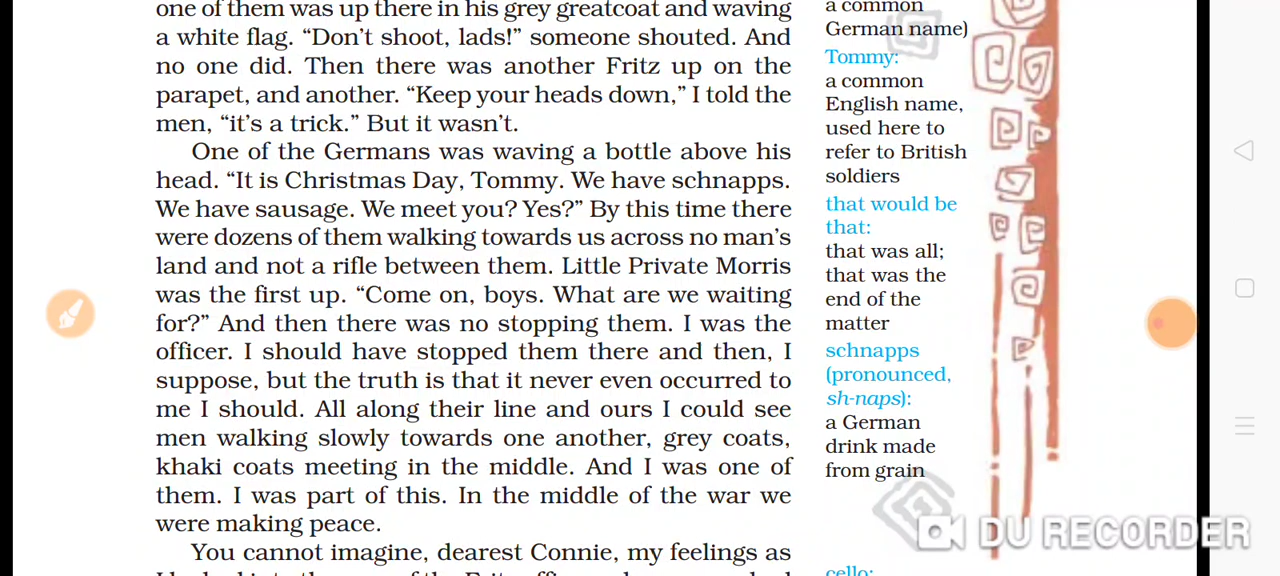 one of them was up there in his grey greatcoat and waving
a white flag. “Don’t shoot, lads!” someone shouted. And
no one did. Then there was another Fritz up on the
parapet, and another. “Keep your heads down,” I told the
men, “it’s a trick.” But it wasn’t.
One of the Germans was waving a bottle above his
head. “It is Christmas Day, Tommy. We have schnapps.
We have sausage. We meet you? Yes?” By this time there
were dozens of them walking towards us across no man’s
land and not a rifle between them. Little Private Morris
was the first up. “Come on, boys. What are we waiting
for?” And then there was no stopping them. I was the
officer. I should have stopped them there and then, I
suppose, but the truth is that it never even occurred to
me I should. All along their line and ours I could see
men walking slowly towards one another, grey coats,
khaki coats meeting in the middle. And I was one of
them. I was part of this. In the middle of the war we
were making peace.
You cannot imagine, dearest Connie, my feelings as
a common
German name)
Tommy:
a common
English name,
used here to
refer to British
soldiers
that would be
that:
that was all;
that was the
end of the
matter
schnapps
(pronounced,
sh-naps):
a German
drink made
from grain
cello:
DU RECORDER